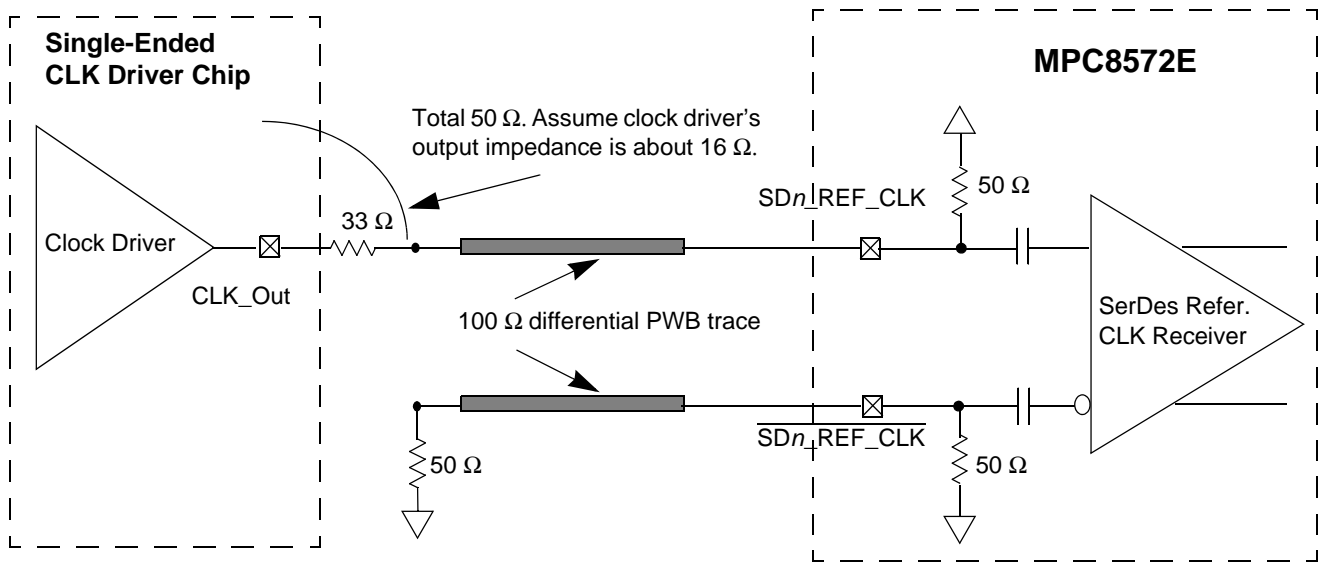 Single-Ended
CLK Driver Chip
MPC8572E
Total 50 Ω. Assume clock driver's
output impedance is about 16 Ω.
SDn_REF_CLK
50 Ω
33 Ω
Clock Driver
CLK_Out
100 Ω differential PWB trace
SerDes Refer.
CLK Receiver
SDn_REF_CLK
50 Ω
50 Ω